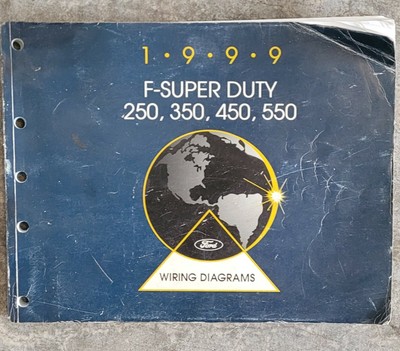 1 • 9 • 9 • 9
F-SUPER DUTY
250, 350, 450, 550
Ford
WIRING DIAGRAMS